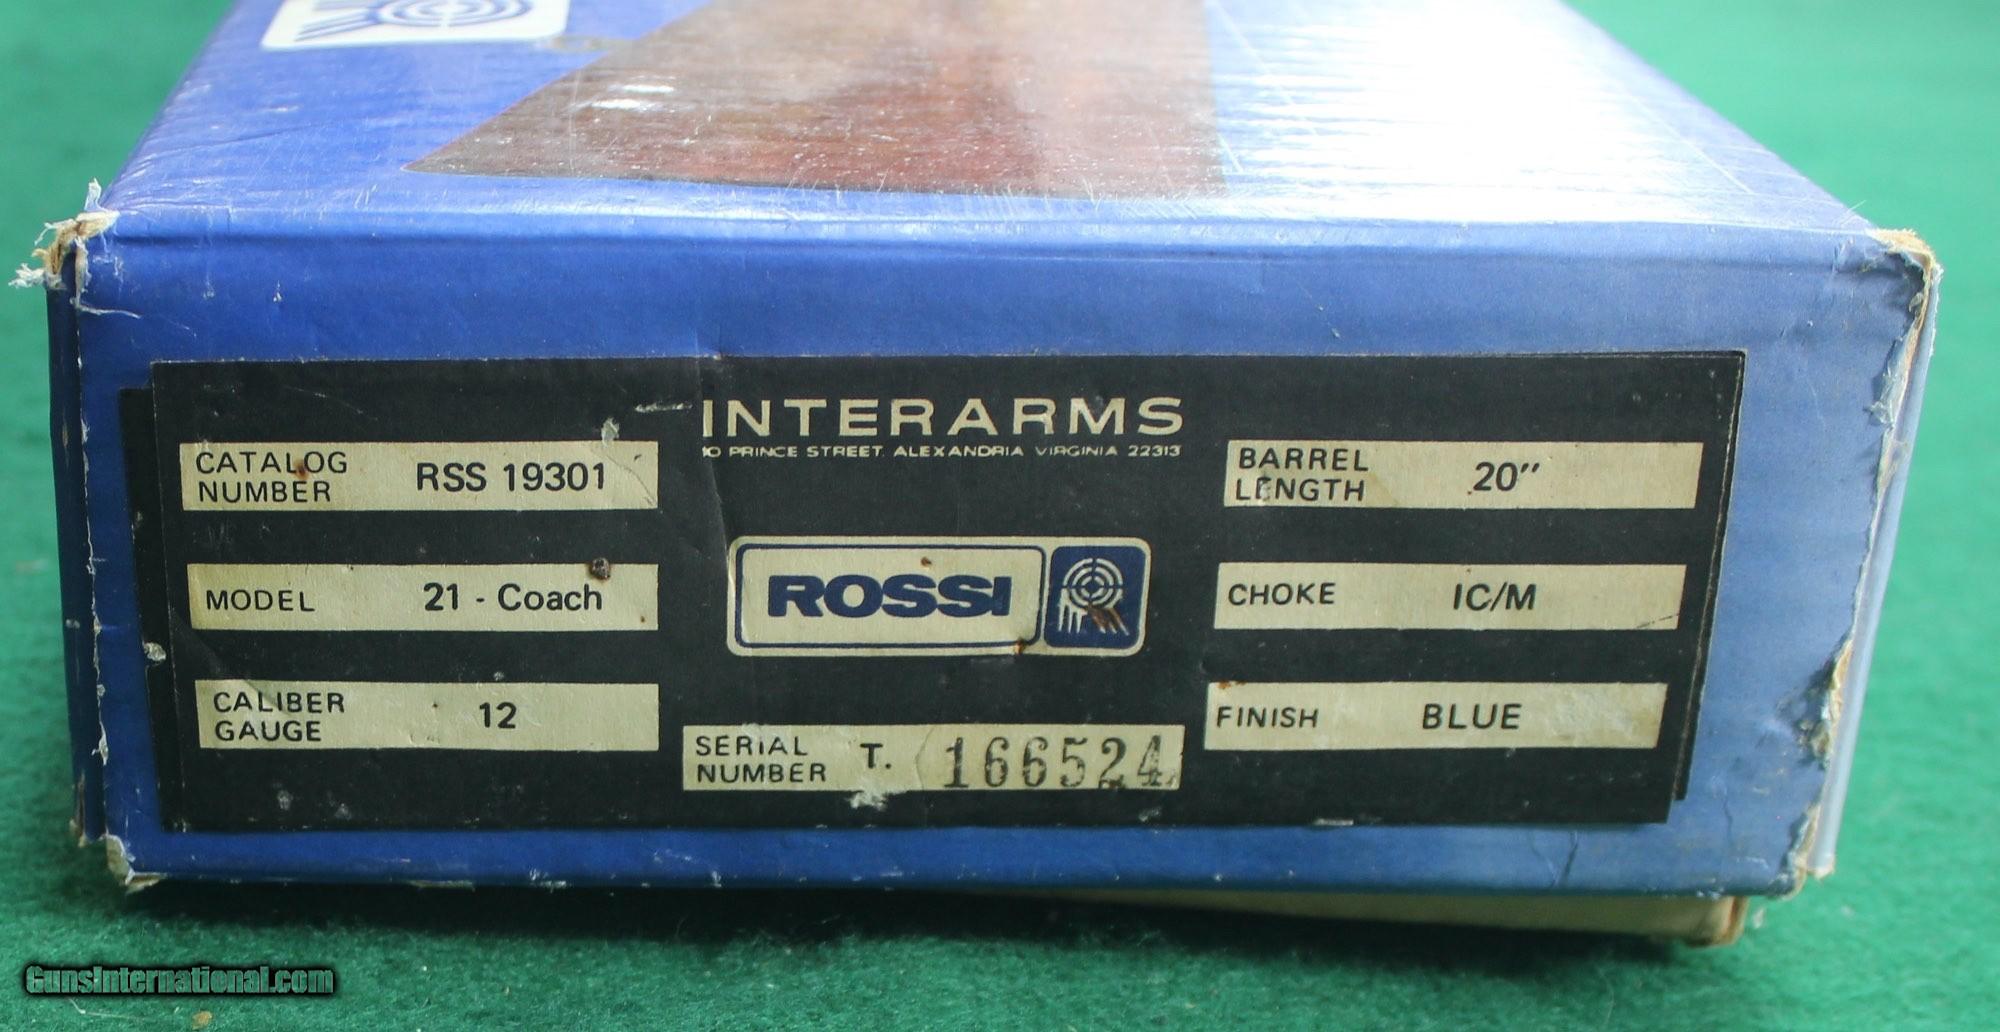 INTERARMS
10 PRINCE STREET. ALEXANDRIA VIRGINIA 22313
CATALOG NUMBER RSS 19301
MODEL 21 - Coach
CALIBER GAUGE 12
ROSSI
SERIAL NUMBER T. 166524
BARREL LENGTH 20"
CHOKE IC/M
FINISH BLUE
GunsInternational.com